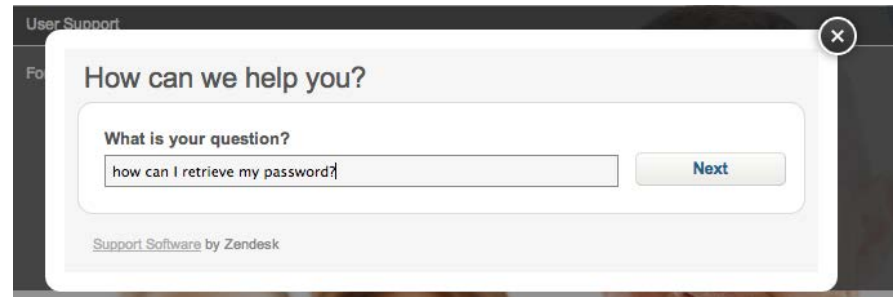 User Support
Fo
How can we help you?
What is your question?
how can I retrieve my password?
Next
Support Software by Zendesk